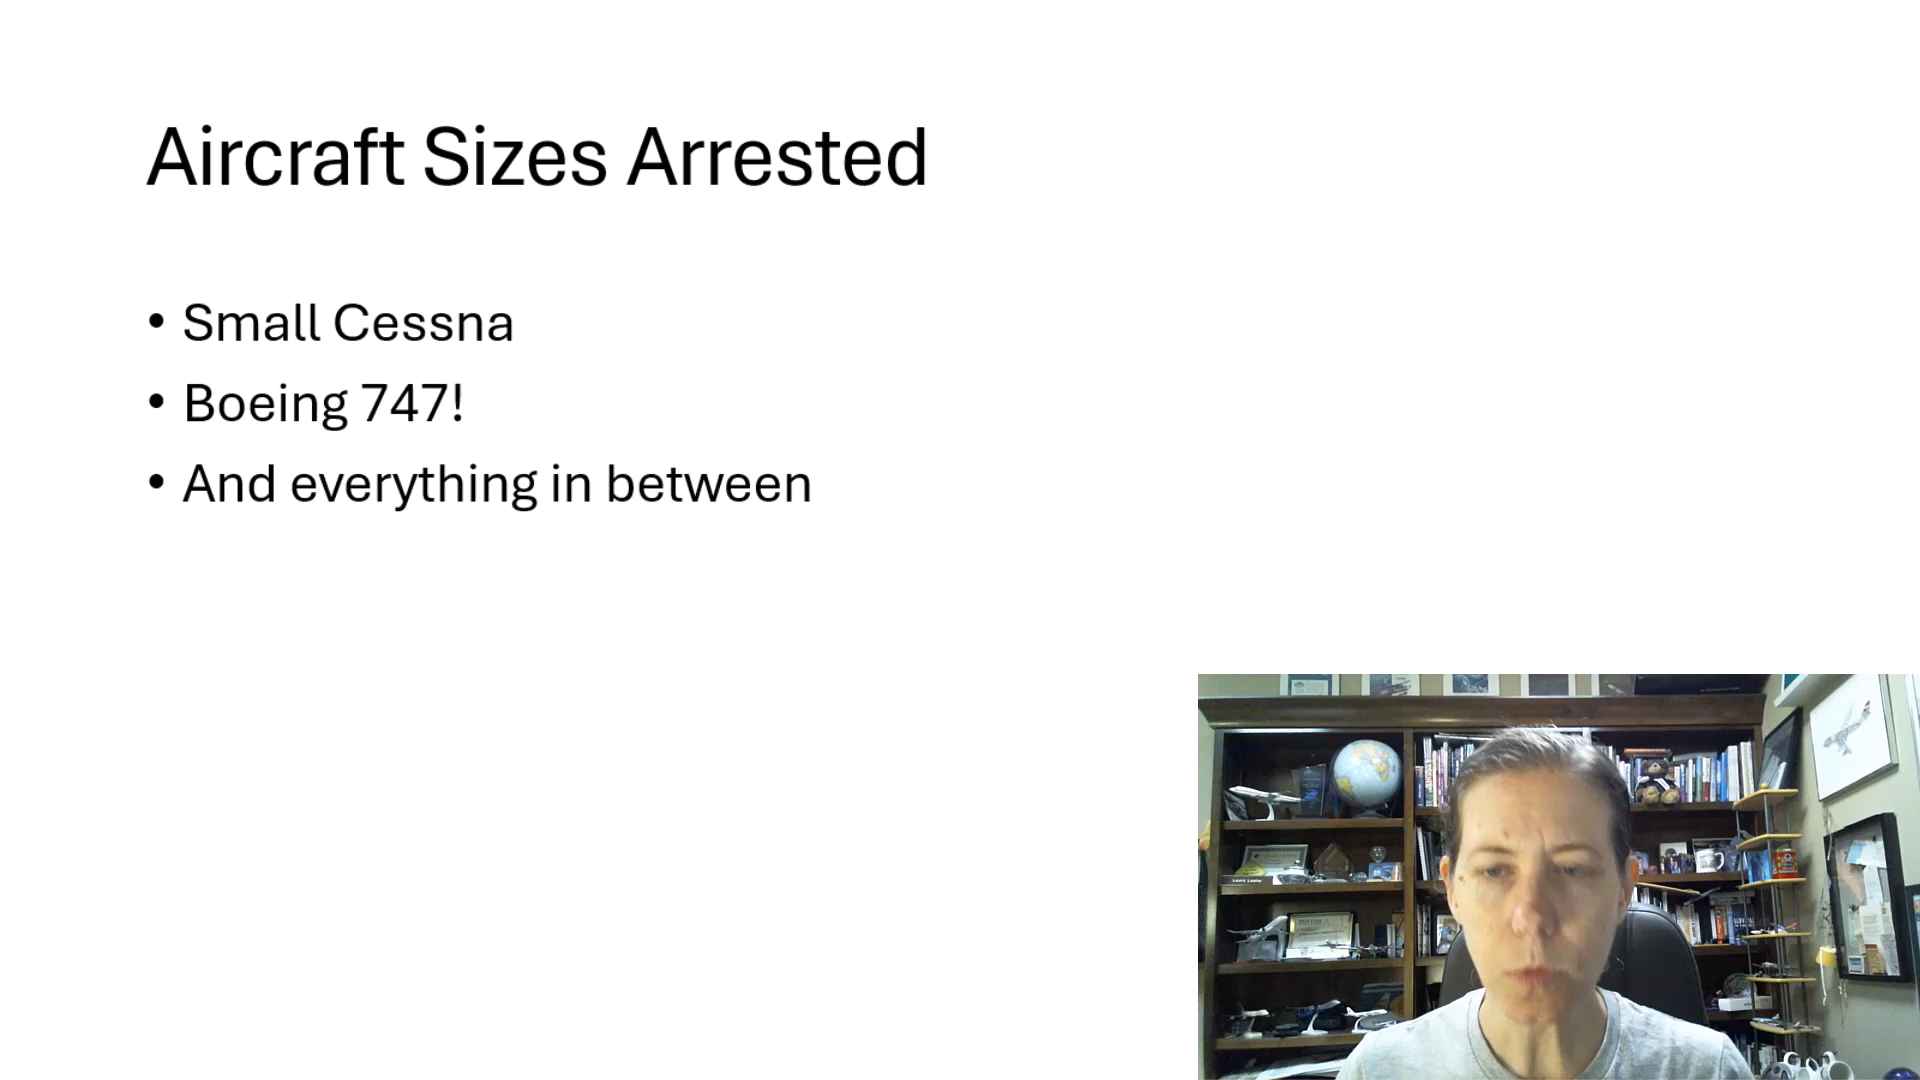 Aircraft Sizes Arrested
• Small Cessna
• Boeing 747!
• And everything in between